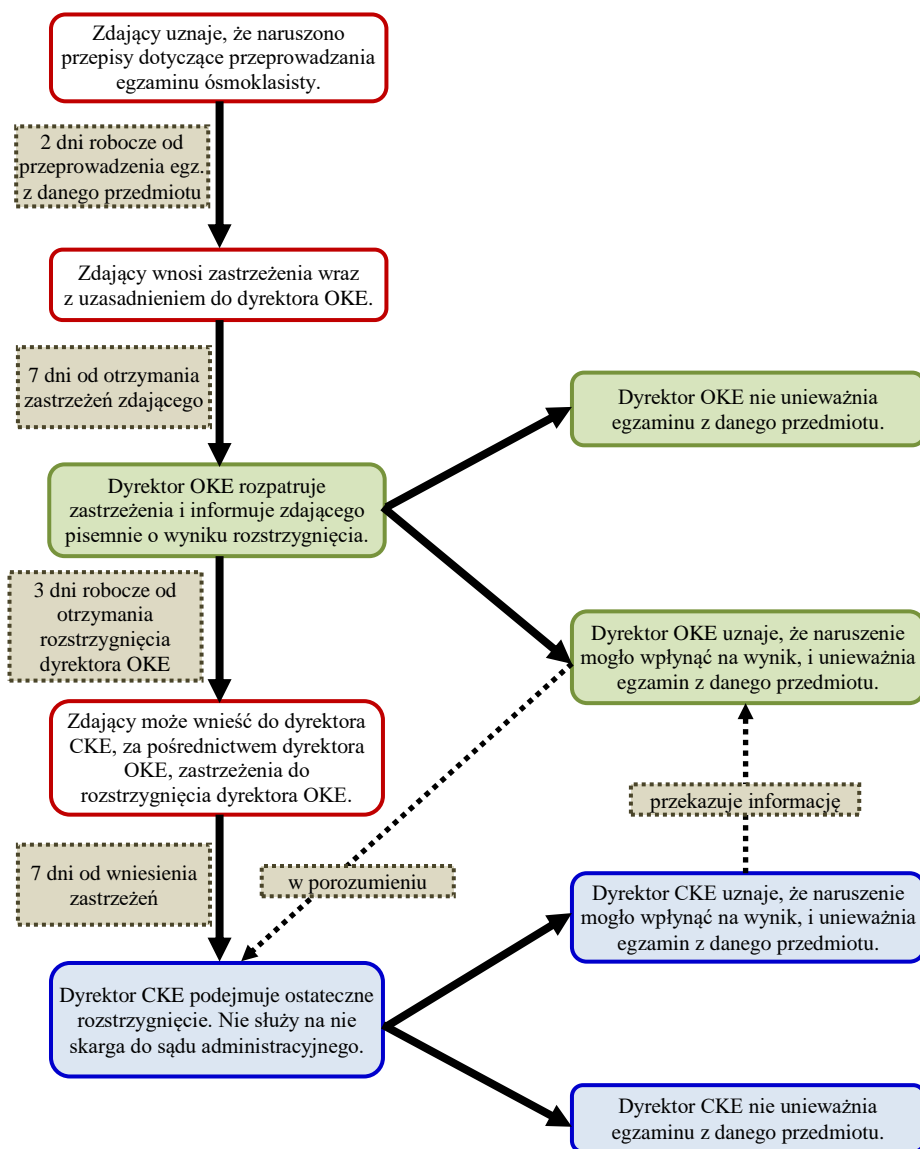 Zdający uznaje, że naruszono
przepisy dotyczące przeprowadzania
egzaminu ósmoklasisty.
2 dni robocze od
przeprowadzenia egz.
z danego przedmiotu
Zdający wnosi zastrzeżenia wraz
z uzasadnieniem do dyrektora OKE.
7 dni od otrzymania
zastrzeżeń zdającego
Dyrektor OKE nie unieważnia
egzaminu z danego przedmiotu.
Dyrektor OKE rozpatruje
zastrzeżenia i informuje zdającego
pisemnie o wyniku rozstrzygnięcia.
3 dni robocze od
otrzymania
rozstrzygnięcia
dyrektora OKE
Dyrektor OKE uznaje, że naruszenie
mogło wpłynąć na wynik, i unieważnia
egzamin z danego przedmiotu.
Zdający może wnieść do dyrektora
CKE, za pośrednictwem dyrektora
OKE, zastrzeżenia do
rozstrzygnięcia dyrektora OKE.
przekazuje informację
7 dni od wniesienia
zastrzeżeń
w porozumieniu
Dyrektor CKE uznaje, że naruszenie
mogło wpłynąć na wynik, i unieważnia
egzamin z danego przedmiotu.
Dyrektor CKE podejmuje ostateczne
rozstrzygnięcie. Nie służy na nie
skarga do sądu administracyjnego.
Dyrektor CKE nie unieważnia
egzaminu z danego przedmiotu.